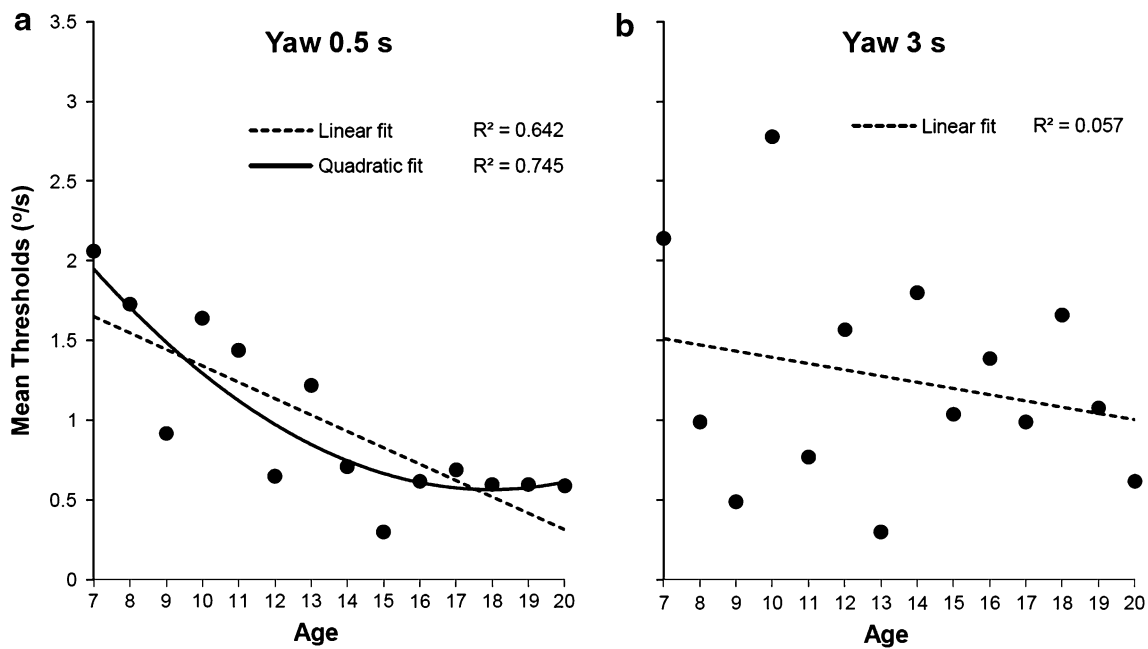 a
Yaw 0.5 s
3.5
3
2.5
2
1.5
1
0.5
0
Mean Thresholds (º/s)
Linear fit R² = 0.642
Quadratic fit R² = 0.745
7 8 9 10 11 12 13 14 15 16 17 18 19 20
Age
b
Yaw 3 s
Linear fit R² = 0.057
7 8 9 10 11 12 13 14 15 16 17 18 19 20
Age